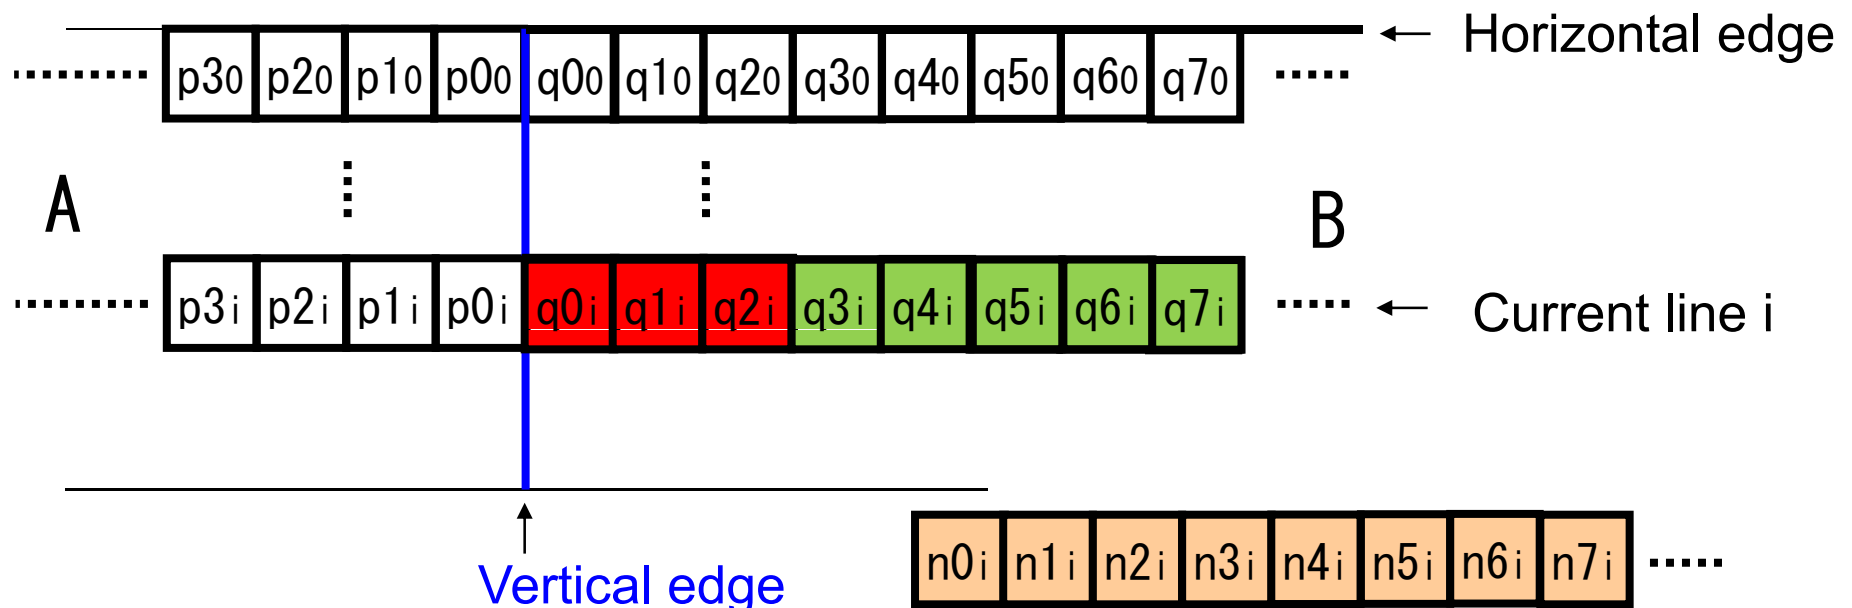 Horizontal edge
p30 p20 p10 p00 q00 q10 q20 q30 q40 q50 q60 q70
A B
p3i p2i p1i p0i q0i q1i q2i q3i q4i q5i q6i q7i
Current line i
n0i n1i n2i n3i n4i n5i n6i n7i
Vertical edge